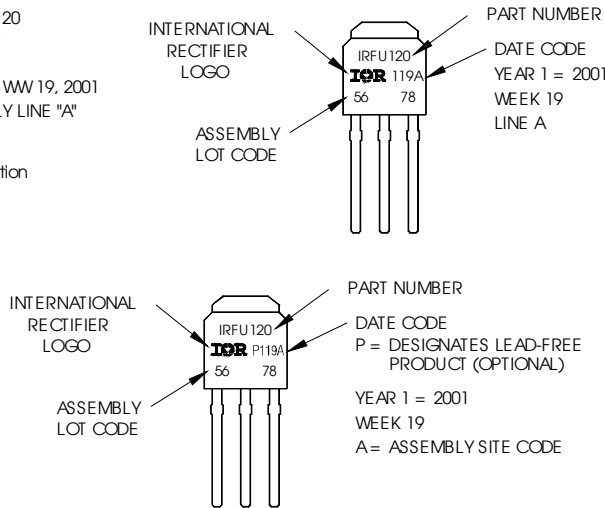 20
WW 19, 2001
Y LINE "A"
tion
INTERNATIONAL
RECTIFIER
LOGO
ASSEMBLY
LOT CODE
IRFU120
IOR 119A
56 78
PART NUMBER
DATE CODE
YEAR 1 = 2001
WEEK 19
LINE A
INTERNATIONAL
RECTIFIER
LOGO
ASSEMBLY
LOT CODE
IRFU120
IOR P119A
56 78
PART NUMBER
DATE CODE
P = DESIGNATES LEAD-FREE
PRODUCT (OPTIONAL)
YEAR 1 = 2001
WEEK 19
A = ASSEMBLY SITE CODE